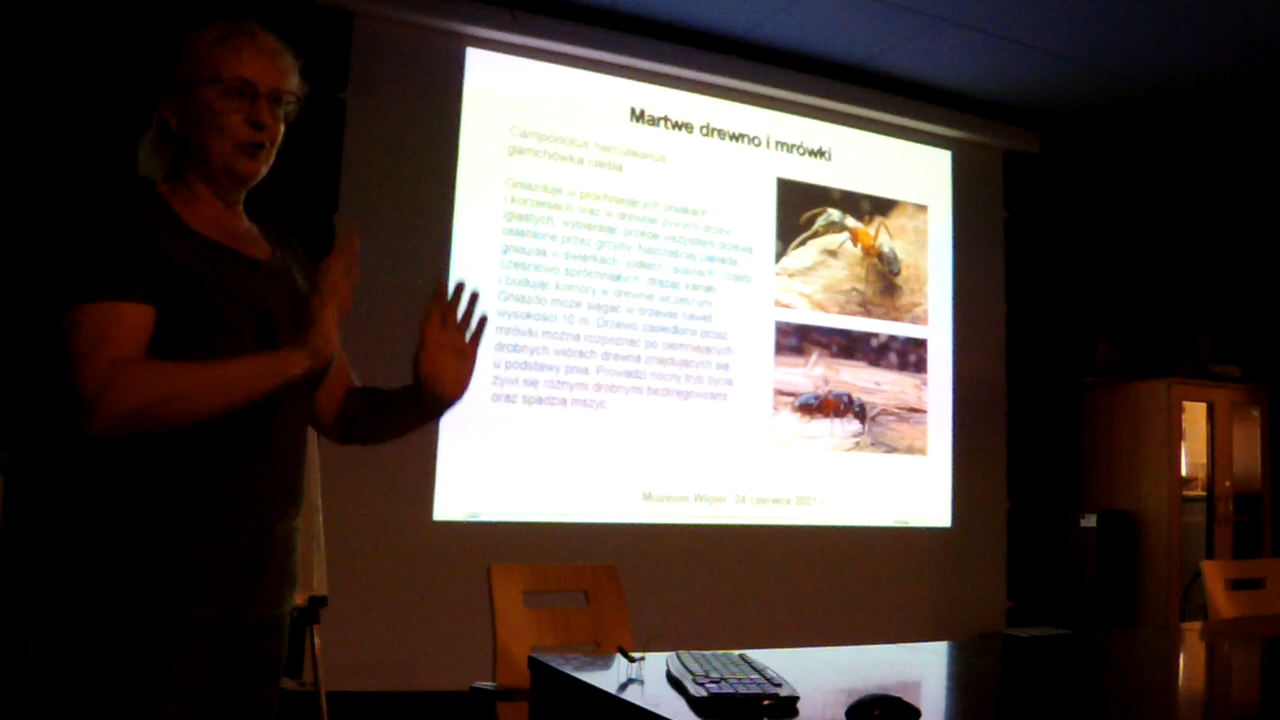 Martwe drewno i mrówki
Camponotus herculeanus
gmachówka cieśla
Gniazduje w próchniejących pniakach
i korzeniach oraz w drewnie żywych drzew
iglastych, wybierając przede wszystkim drzewa
osłabione przez grzyby. Najczęściej zakłada
gniazda w świerkach, jodłach i sosnach, często
częściowo spróchniałych, drążąc kanały
i budując komory w drewnie wczesnym.
Gniazdo może sięgać w drzewie nawet
wysokości 10 m. Drzewo zasiedlone przez
mrówki można rozpoznać po ciemniejących
drobnych wiórach drewna znajdujących się
u podstawy pnia. Prowadzi nocny tryb życia,
żywi się różnymi drobnymi bezkręgowcami
oraz spadzią mszyc.
Muzeum Wigier, 24 czerwca 2021 r.